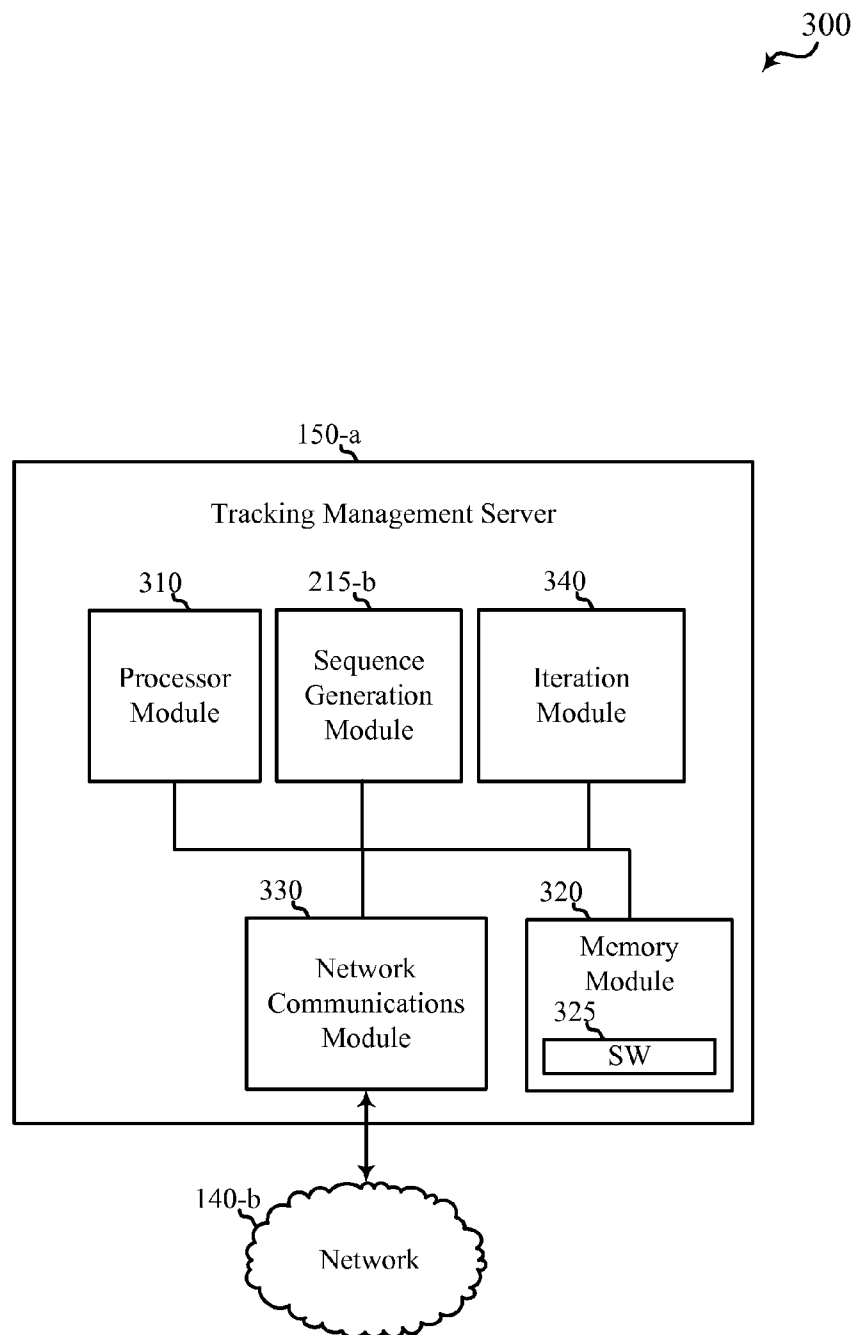 300
150-a
Tracking Management Server
310
215-b
340
Processor
Module
Sequence
Generation
Module
Iteration
Module
330
320
Network
Communications
Module
Memory
Module
325
SW
140-b
Network